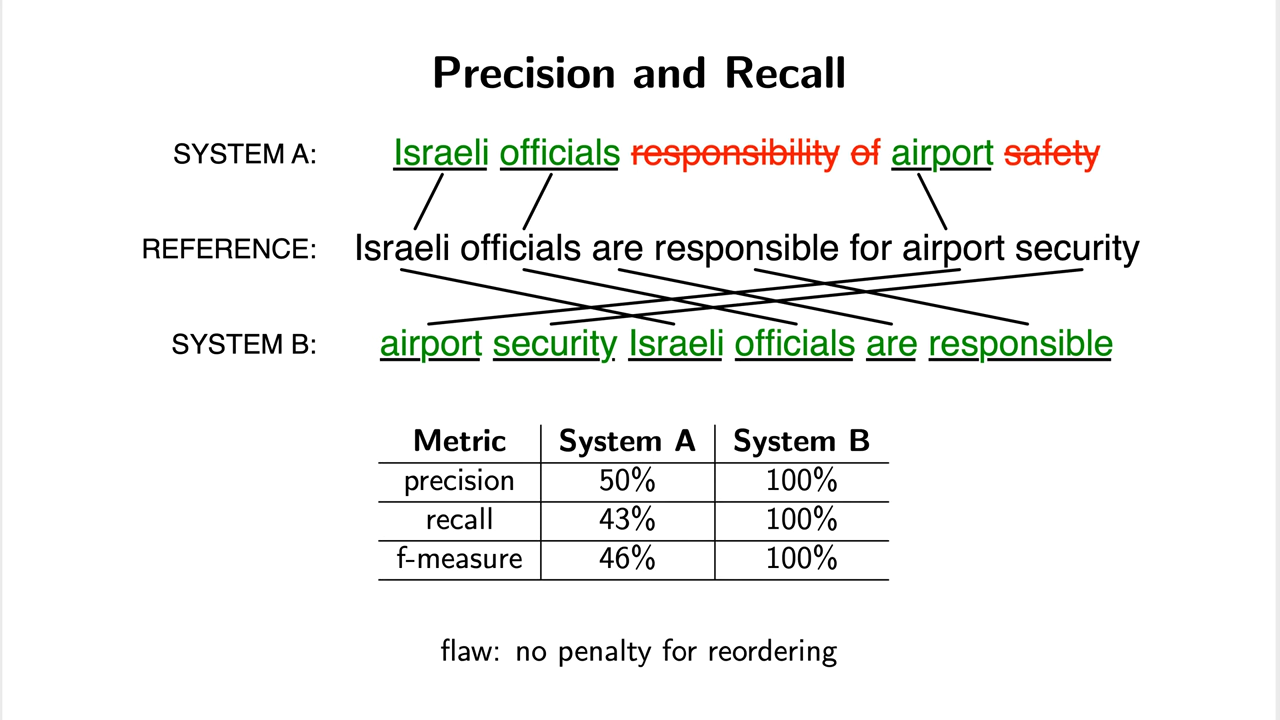 Precision and Recall
SYSTEM A: Israeli officials responsibility of airport safety
REFERENCE: Israeli officials are responsible for airport security
SYSTEM B: airport security Israeli officials are responsible
Metric System A System B
precision 50% 100%
recall 43% 100%
f-measure 46% 100%
flaw: no penalty for reordering